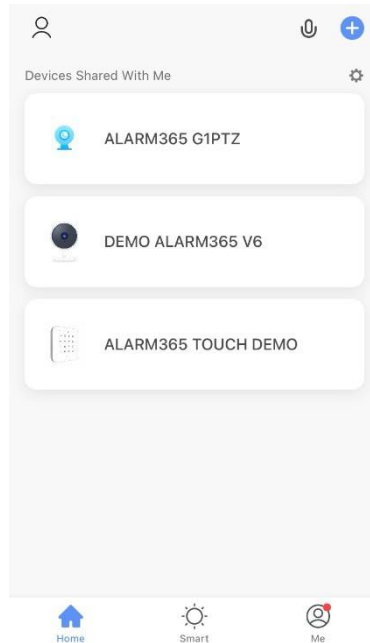 Devices Shared With Me
ALARM365 G1PTZ
DEMO ALARM365 V6
ALARM365 TOUCH DEMO
Home Smart Me